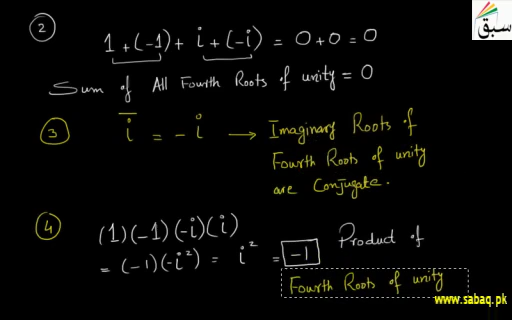 سبق
② 1 + (-1) + i + (-i) = 0 + 0 = 0
Sum of All Fourth Roots of unity = 0
③ i̅ = -i → Imaginary Roots of
Fourth Roots of unity
are Conjugate.
④ (1)(-1)(-i)(i)
= (-1)(-i²) = i² = -1 Product of
Fourth Roots of unity
www.sabaq.pk